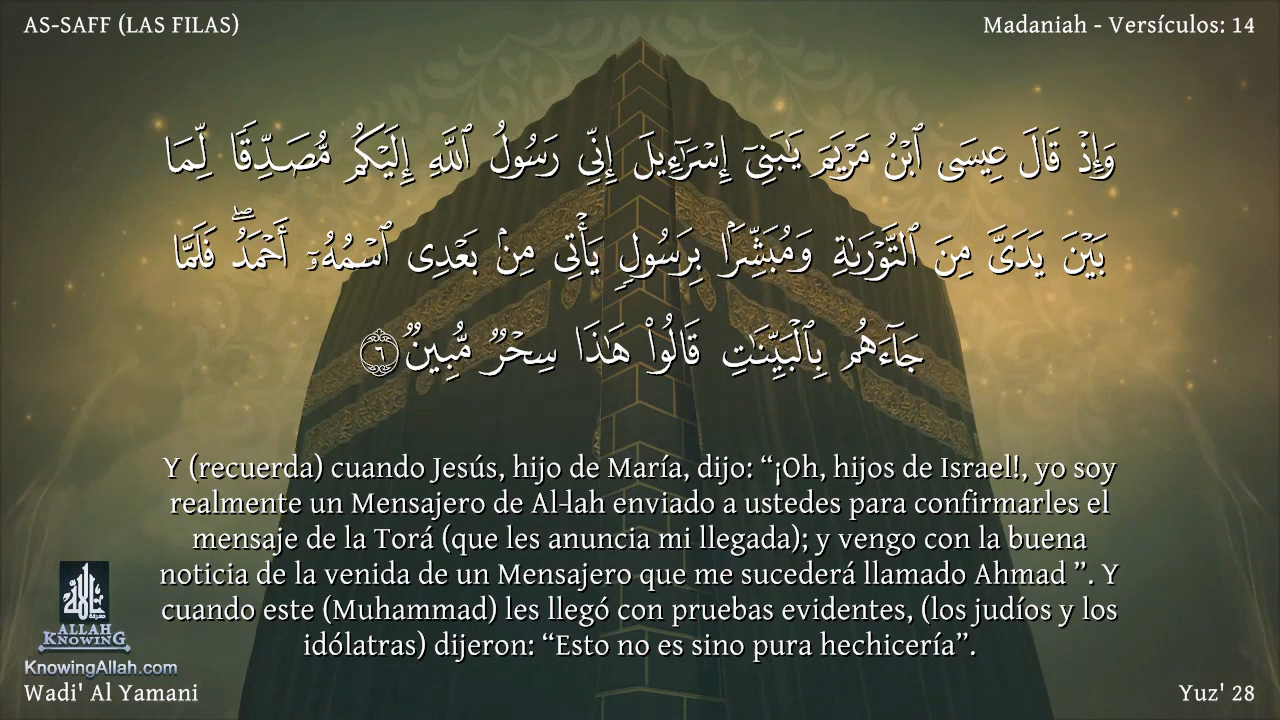 AS-SAFF (LAS FILAS)
Madaniah - Versículos: 14
وَإِذْ قَالَ عِيسَى ٱبْنُ مَرْيَمَ يَـٰبَنِىٓ إِسْرَٰٓءِيلَ إِنِّى رَسُولُ ٱللَّهِ إِلَيْكُم مُّصَدِّقًا لِّمَا
بَيْنَ يَدَىَّ مِنَ ٱلتَّوْرَىٰةِ وَمُبَشِّرًۢا بِرَسُولٍ يَأْتِى مِنۢ بَعْدِى ٱسْمُهُۥٓ أَحْمَدُ ۖ فَلَمَّا
جَآءَهُم بِٱلْبَيِّنَـٰتِ قَالُوا۟ هَـٰذَا سِحْرٌ مُّبِينٌ ٦
Y (recuerda) cuando Jesús, hijo de María, dijo: “¡Oh, hijos de Israel!, yo soy
realmente un Mensajero de Al-lah enviado a ustedes para confirmarles el
mensaje de la Torá (que les anuncia mi llegada); y vengo con la buena
noticia de la venida de un Mensajero que me sucederá llamado Ahmad ”. Y
cuando este (Muhammad) les llegó con pruebas evidentes, (los judíos y los
idólatras) dijeron: “Esto no es sino pura hechicería”.
ALLAH
KNOWING
KnowingAllah.com
Wadi' Al Yamani
Yuz' 28